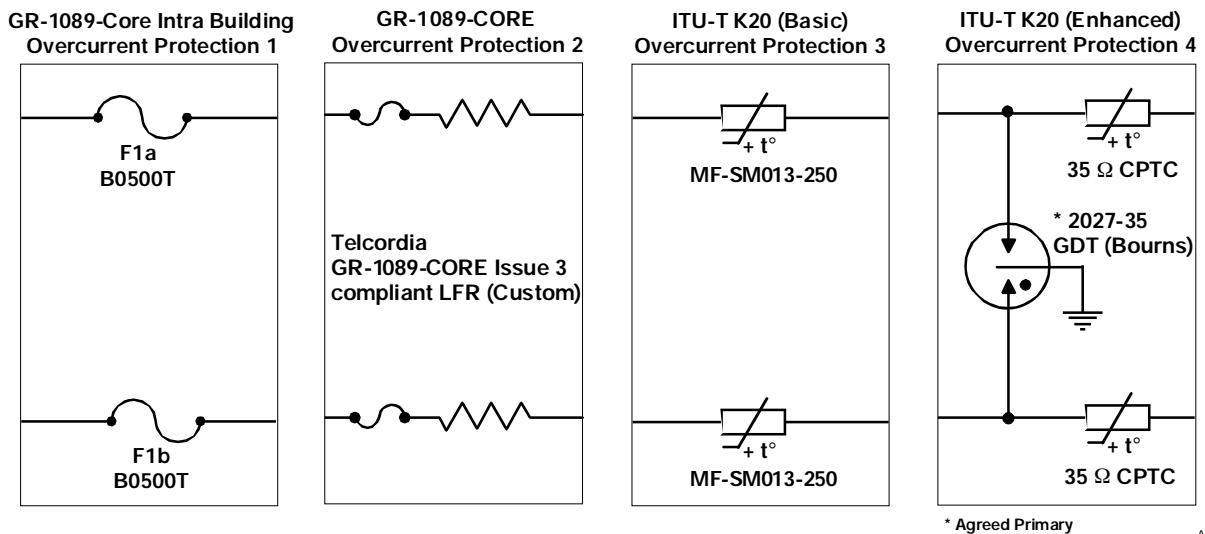 GR-1089-Core Intra Building
Overcurrent Protection 1
F1a
B0500T
F1b
B0500T
GR-1089-CORE
Overcurrent Protection 2
Telcordia
GR-1089-CORE Issue 3
compliant LFR (Custom)
ITU-T K20 (Basic)
Overcurrent Protection 3
+ t°
MF-SM013-250
+ t°
MF-SM013-250
ITU-T K20 (Enhanced)
Overcurrent Protection 4
+ t°
35 Ω CPTC
* 2027-35
GDT (Bourns)
+ t°
35 Ω CPTC
* Agreed Primary